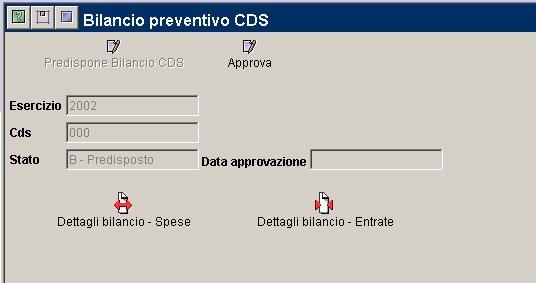 Bilancio preventivo CDS
Predispone Bilancio CDS Approva
Esercizio 2002
Cds 000
Stato B - Predisposto Data approvazione
Dettagli bilancio - Spese Dettagli bilancio - Entrate